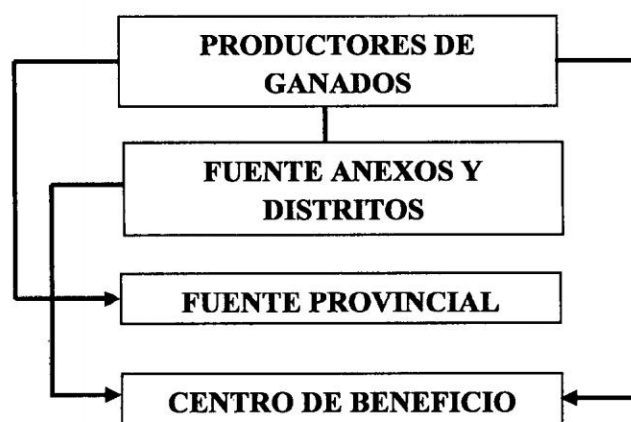 PRODUCTORES DE
GANADOS
FUENTE ANEXOS Y
DISTRITOS
FUENTE PROVINCIAL
CENTRO DE BENEFICIO